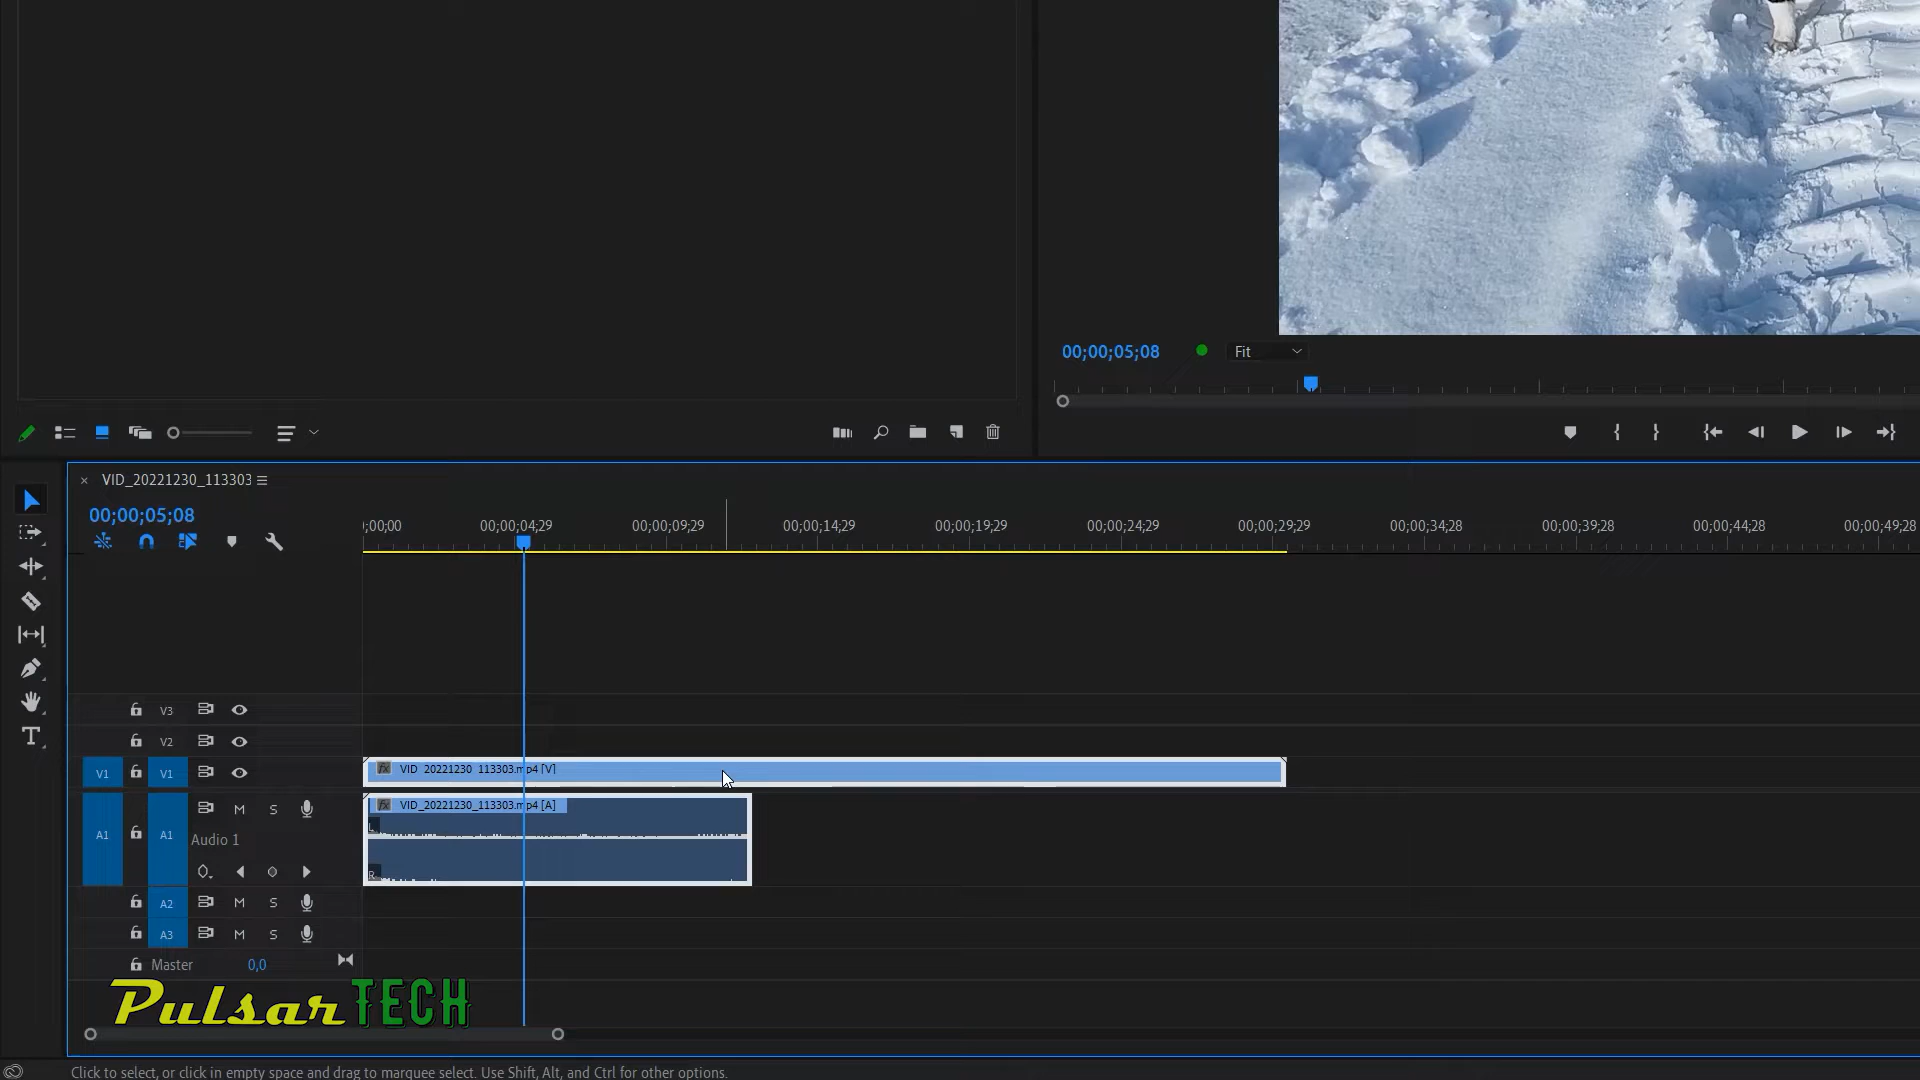 00;00;05;08
Fit
× VID_20221230_113303
00;00;05;08
;00;00 00;00;04;29 00;00;09;29 00;00;14;29 00;00;19;29 00;00;24;29 00;00;29;29 00;00;34;28 00;00;39;28 00;00;44;28 00;00;49;28
V3
V2
V1 V1
fx VID_20221230_113303.mp4 [V]
A1 A1 M S
fx VID_20221230_113303.mp4 [A]
L
Audio 1
R
A2 M S
A3 M S
Master 0,0
PulsarTECH
Click to select, or click in empty space and drag to marquee select. Use Shift, Alt, and Ctrl for other options.